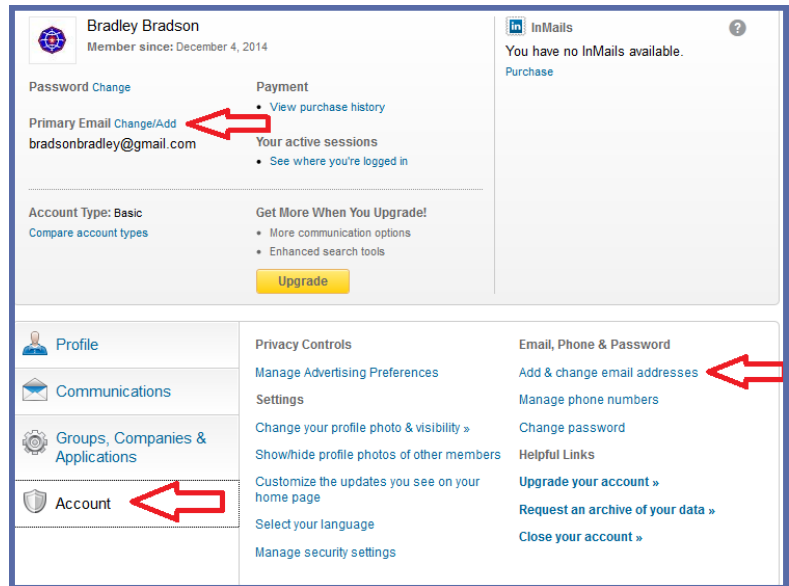 Bradley Bradson
Member since: December 4, 2014
Password Change
Primary Email Change/Add
bradsonbradley@gmail.com
Payment
• View purchase history
Your active sessions
• See where you're logged in
in InMails
?
You have no InMails available.
Purchase
Account Type: Basic
Compare account types
Get More When You Upgrade!
• More communication options
• Enhanced search tools
Upgrade
Profile
Communications
Groups, Companies &
Applications
Account
Privacy Controls
Manage Advertising Preferences
Settings
Change your profile photo & visibility »
Show/hide profile photos of other members
Customize the updates you see on your
home page
Select your language
Manage security settings
Email, Phone & Password
Add & change email addresses
Manage phone numbers
Change password
Helpful Links
Upgrade your account »
Request an archive of your data »
Close your account »